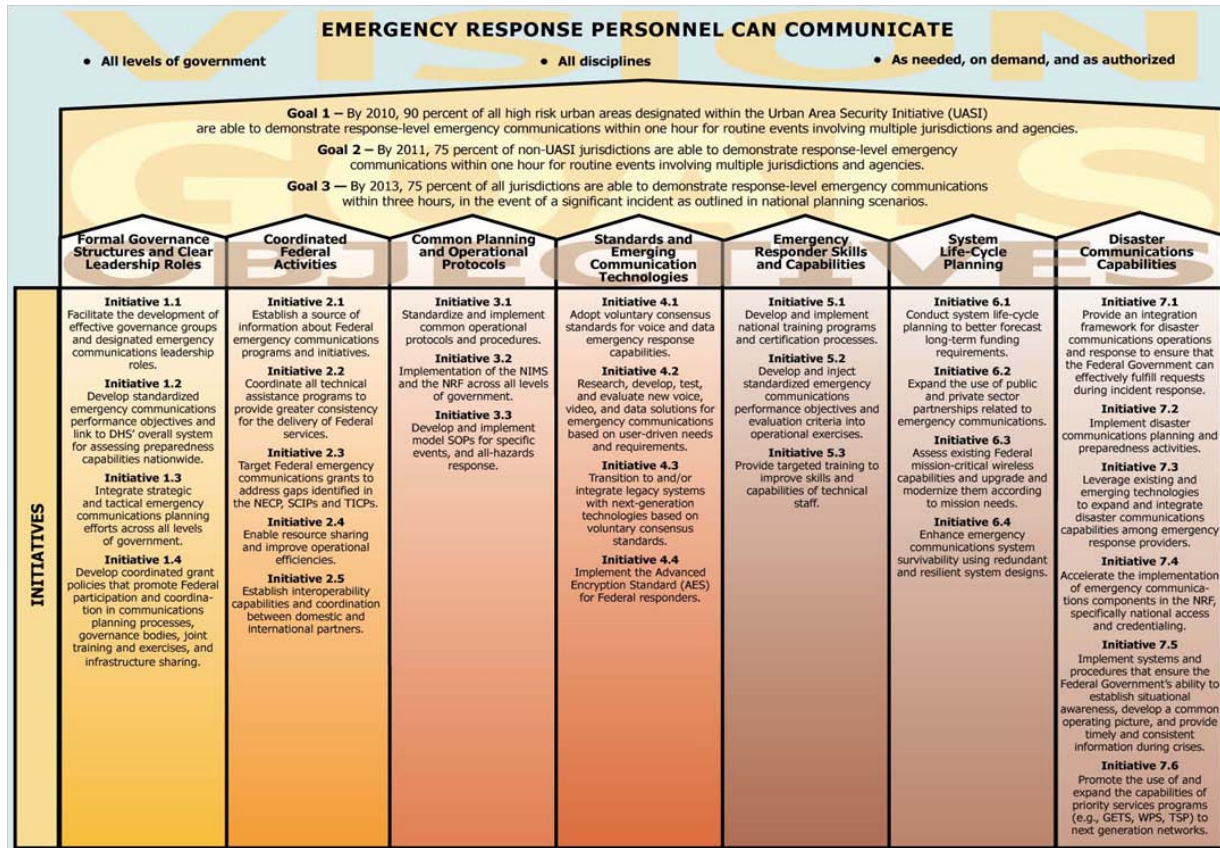 VISION
EMERGENCY RESPONSE PERSONNEL CAN COMMUNICATE
• All levels of government
• All disciplines
• As needed, on demand, and as authorized
GOALS
Goal 1 – By 2010, 90 percent of all high risk urban areas designated within the Urban Area Security Initiative (UASI)
are able to demonstrate response-level emergency communications within one hour for routine events involving multiple jurisdictions and agencies.
Goal 2 – By 2011, 75 percent of non-UASI jurisdictions are able to demonstrate response-level emergency
communications within one hour for routine events involving multiple jurisdictions and agencies.
Goal 3 — By 2013, 75 percent of all jurisdictions are able to demonstrate response-level emergency communications
within three hours, in the event of a significant incident as outlined in national planning scenarios.
OBJECTIVES
Formal Governance
Structures and Clear
Leadership Roles
Coordinated
Federal
Activities
Common Planning
and Operational
Protocols
Standards and
Emerging
Communication
Technologies
Emergency
Responder Skills
and Capabilities
System
Life-Cycle
Planning
Disaster
Communications
Capabilities
INITIATIVES
Initiative 1.1
Facilitate the development of
effective governance groups
and designated emergency
communications leadership
roles.
Initiative 1.2
Develop standardized
emergency communications
performance objectives and
link to DHS' overall system
for assessing preparedness
capabilities nationwide.
Initiative 1.3
Integrate strategic
and tactical emergency
communications planning
efforts across all levels
of government.
Initiative 1.4
Develop coordinated grant
policies that promote Federal
participation and coordina-
tion in communications
planning processes,
governance bodies, joint
training and exercises, and
infrastructure sharing.
Initiative 2.1
Establish a source of
information about Federal
emergency communications
programs and initiatives.
Initiative 2.2
Coordinate all technical
assistance programs to
provide greater consistency
for the delivery of Federal
services.
Initiative 2.3
Target Federal emergency
communications grants to
address gaps identified in
the NECP, SCIPs and TICPs.
Initiative 2.4
Enable resource sharing
and improve operational
efficiencies.
Initiative 2.5
Establish interoperability
capabilities and coordination
between domestic and
international partners.
Initiative 3.1
Standardize and implement
common operational
protocols and procedures.
Initiative 3.2
Implementation of the NIMS
and the NRF across all levels
of government.
Initiative 3.3
Develop and implement
model SOPs for specific
events, and all-hazards
response.
Initiative 4.1
Adopt voluntary consensus
standards for voice and data
emergency response
capabilities.
Initiative 4.2
Research, develop, test,
and evaluate new voice,
video, and data solutions for
emergency communications
based on user-driven needs
and requirements.
Initiative 4.3
Transition to and/or
integrate legacy systems
with next-generation
technologies based on
voluntary consensus
standards.
Initiative 4.4
Implement the Advanced
Encryption Standard (AES)
for Federal responders.
Initiative 5.1
Develop and implement
national training programs
and certification processes.
Initiative 5.2
Develop and inject
standardized emergency
communications
performance objectives and
evaluation criteria into
operational exercises.
Initiative 5.3
Provide targeted training to
improve skills and
capabilities of technical
staff.
Initiative 6.1
Conduct system life-cycle
planning to better forecast
long-term funding
requirements.
Initiative 6.2
Expand the use of public
and private sector
partnerships related to
emergency communications.
Initiative 6.3
Assess existing Federal
mission-critical wireless
capabilities and upgrade and
modernize them according
to mission needs.
Initiative 6.4
Enhance emergency
communications system
survivability using redundant
and resilient system designs.
Initiative 7.1
Provide an integration
framework for disaster
communications operations
and response to ensure that
the Federal Government can
effectively fulfill requests
during incident response.
Initiative 7.2
Implement disaster
communications planning and
preparedness activities.
Initiative 7.3
Leverage existing and
emerging technologies
to expand and integrate
disaster communications
capabilities among emergency
response providers.
Initiative 7.4
Accelerate the implementation
of emergency communica-
tions components in the NRF,
specifically national access
and credentialing.
Initiative 7.5
Implement systems and
procedures that ensure the
Federal Government's ability to
establish situational
awareness, develop a common
operating picture, and provide
timely and consistent
information during crises.
Initiative 7.6
Promote the use of and
expand the capabilities of
priority services programs
(e.g., GETS, WPS, TSP) to
next generation networks.